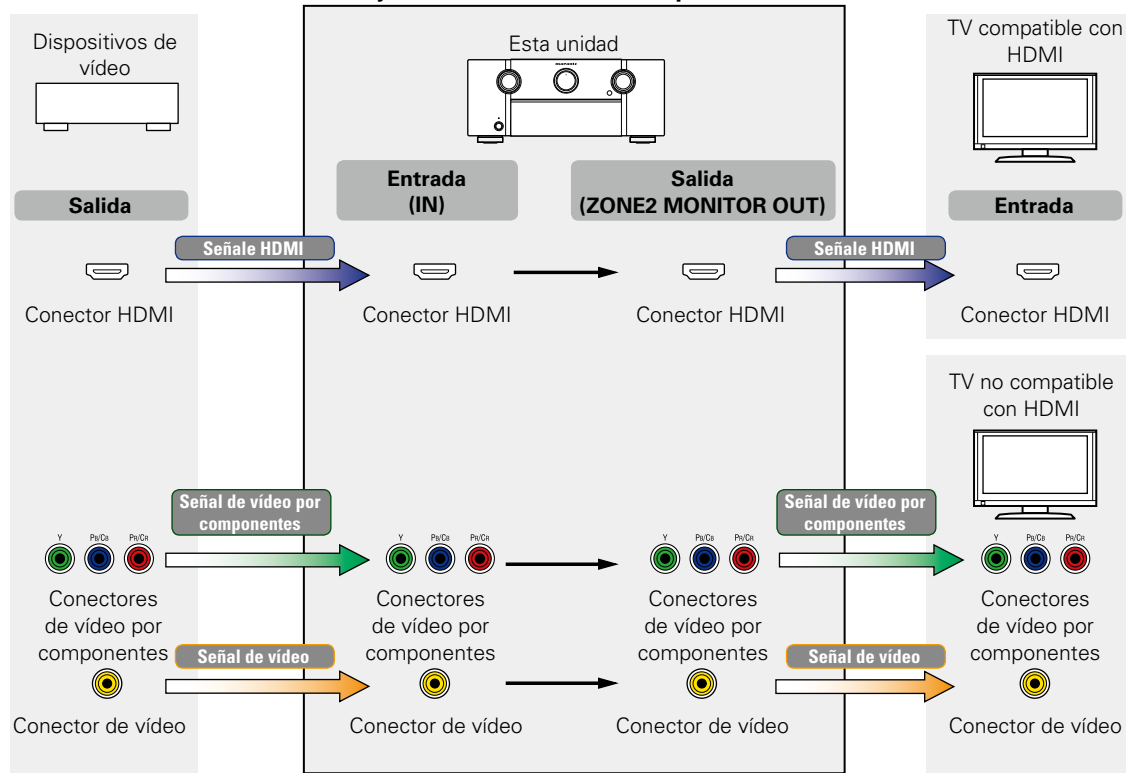 Dispositivos de
vídeo
Esta unidad
marantz
TV compatible con
HDMI
Salida
Entrada
(IN)
Salida
(ZONE2 MONITOR OUT)
Entrada
Señale HDMI
Señale HDMI
Conector HDMI
Conector HDMI
Conector HDMI
Conector HDMI
TV no compatible
con HDMI
Señal de vídeo por
componentes
Señal de vídeo por
componentes
Y PB/CB PR/CR
Y PB/CB PR/CR
Y PB/CB PR/CR
Y PB/CB PR/CR
Conectores
de vídeo por
componentes
Conectores
de vídeo por
componentes
Conectores
de vídeo por
componentes
Conectores
de vídeo por
componentes
Señal de vídeo
Señal de vídeo
Conector de vídeo
Conector de vídeo
Conector de vídeo
Conector de vídeo